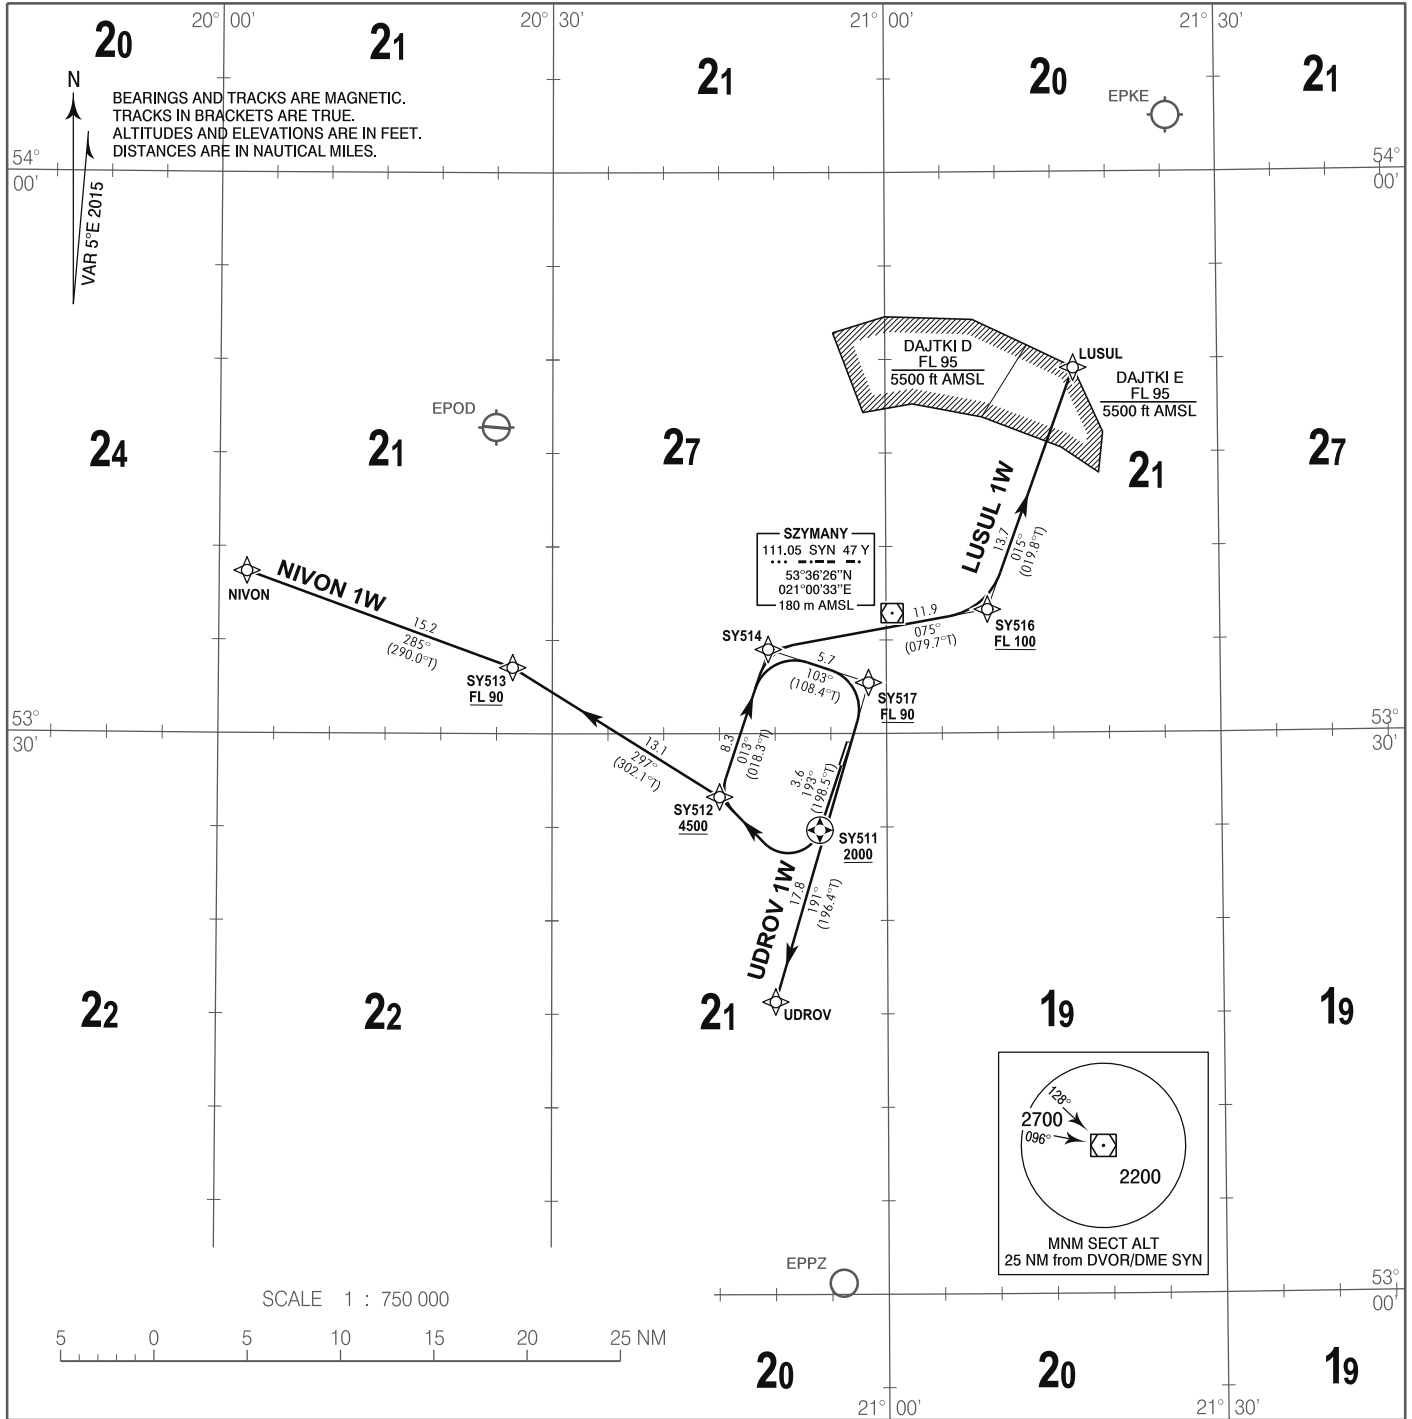 20° 00'
20° 30'
21° 00'
21° 30'
20
21
21
20
21
N
BEARINGS AND TRACKS ARE MAGNETIC.
TRACKS IN BRACKETS ARE TRUE.
ALTITUDES AND ELEVATIONS ARE IN FEET.
DISTANCES ARE IN NAUTICAL MILES.
VAR 5°E 2015
EPKE
54°
00'
54°
00'
DAJTKI D
FL 95
5500 ft AMSL
LUSUL
DAJTKI E
FL 95
5500 ft AMSL
EPOD
24
21
27
21
27
LUSUL 1W
13.7
015°
(019.8°T)
SZYMANY
111.05 SYN 47 Y
53°36'26"N
021°00'33"E
180 m AMSL
NIVON
NIVON 1W
15.2
285°
(290.0°T)
SY513
FL 90
SY514
11.9
075°
(079.7°T)
SY516
FL 100
5.7
103°
(108.4°T)
SY517
FL 90
53°
30'
53°
30'
13.1
297°
(302.1°T)
8.3
013°
(018.3°T)
3.6
193°
(198.5°T)
SY512
4500
SY511
2000
UDROV 1W
17.8
191°
(196.4°T)
UDROV
22
22
21
19
19
128°
2700
096°
2200
MNM SECT ALT
25 NM from DVOR/DME SYN
EPPZ
53°
00'
SCALE 1 : 750 000
5
0
5
10
15
20
25 NM
20
20
19
21° 00'
21° 30'